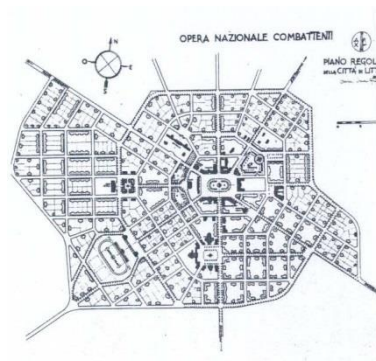 OPERA NAZIONALE COMBATTENTI
PIANO REGOL
DELLA CITTÀ DI LIT
N
O
E